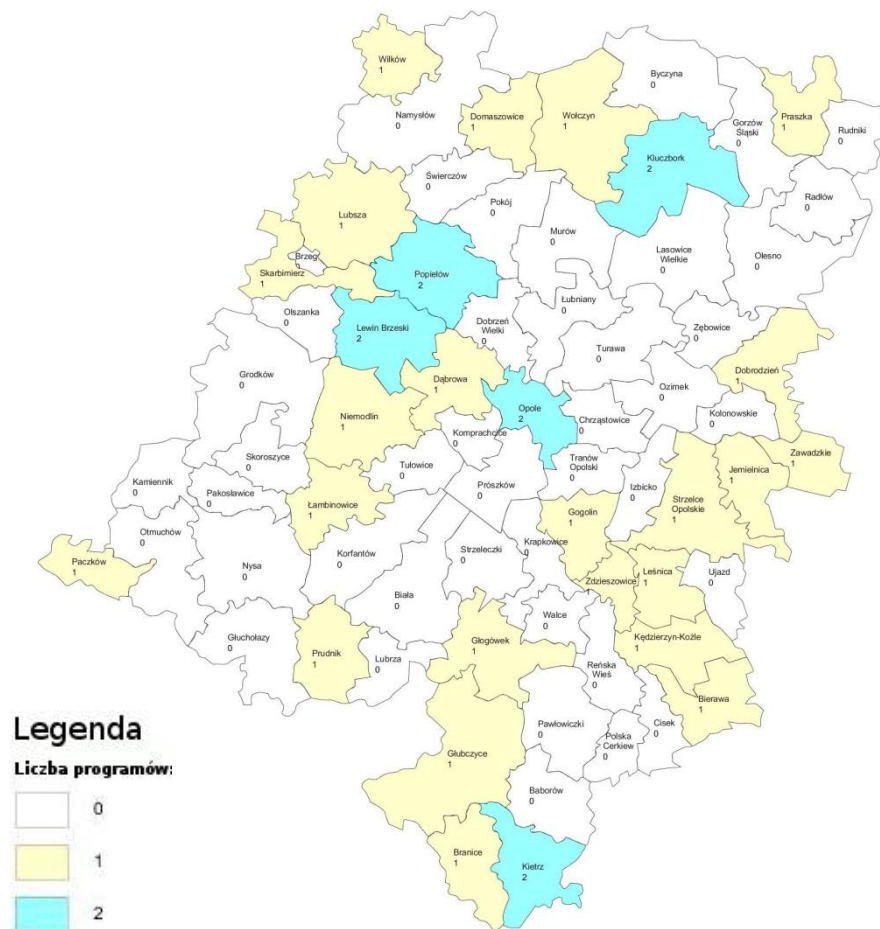 Wilków
1
Byczyna
0
Namysłów
0
Domaszowice
1
Wołczyn
1
Gorzów
Śląski
0
Praszka
1
Rudniki
0
Kluczbork
2
Świerczów
0
Radłów
0
Pokój
0
Lubsza
1
Murów
0
Lasowice
Wielkie
0
Olesno
0
Brzeg
0
Skarbimierz
1
Popielów
2
Olszanka
0
Łubniany
0
Lewin Brzeski
2
Dobrzeń
Wielki
0
Turawa
0
Zębowice
0
Grodków
0
Dąbrowa
1
Dobrodzień
1
Ozimek
0
Niemodlin
1
Opole
2
Kolonowskie
0
Chrząstowice
0
Komprachcice
0
Skoroszyce
0
Tułowice
0
Tranów
Opolski
0
Zawadzkie
1
Jemielnica
1
Kamiennik
0
Pakosławice
0
Prószków
0
Izbicko
0
Strzelce
Opolskie
1
Łambinowice
1
Gogolin
1
Otmuchów
0
Krapkowice
0
Strzeleczki
0
Korfantów
0
Paczków
1
Nysa
0
Leśnica
1
Ujazd
0
Zdzieszowice
Biała
0
Walce
0
Głuchołazy
0
Prudnik
1
Lubrza
0
Głogówek
1
Kędzierzyn-Koźle
1
Reńska
Wieś
0
Bierawa
1
Pawłowiczki
0
Polska
Cerkiew
0
Cisek
0
Głubczyce
1
Baborów
0
Branice
1
Kietrz
2
Legenda
Liczba programów:
0
1
2